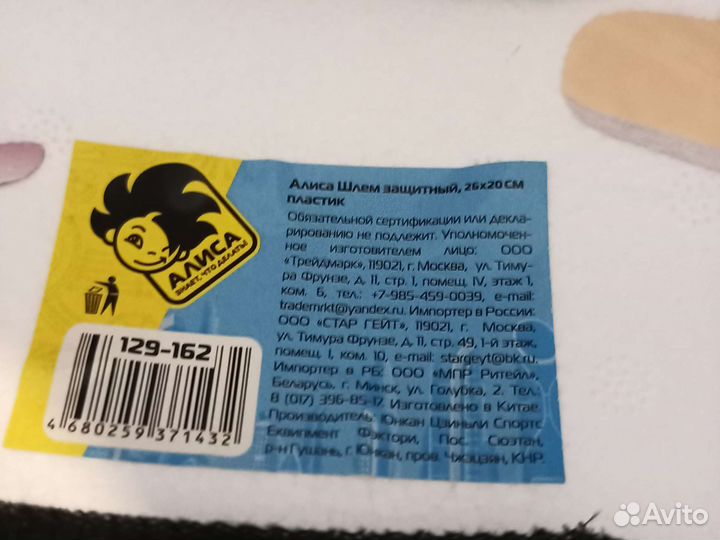 АЛИСА
ЗНАЕТ, ЧТО ДЕЛАТЬ!
129-162
4 680259 371432
Алиса Шлем защитный, 26х20 СМ
пластик
Обязательной сертификации или декла-
рированию не подлежит. Уполномочен-
ное изготовителем лицо: ООО
«Трейдмарк», 119021, г. Москва, ул. Тиму-
ра Фрунзе, д. 11, стр. 1, помещ. IV, этаж 1,
ком. 6, тел.: +7-985-459-0039, e-mail:
trademrkt@yandex.ru. Импортер в России:
ООО «СТАР ГЕЙТ», 119021, г. Москва,
ул. Тимура Фрунзе, д. 11, стр. 49, 1-й этаж,
помещ. I, ком. 10, e-mail: stargeyt@bk.ru.
Импортер в РБ: ООО «МПР Ритейл»,
Беларусь, г. Минск, ул. Голубка, 2. Тел.:
8 (017) 396-85-17. Изготовлено в Китае.
Производитель: Юнкан Цзиньли Спортс
Еквипмент Фэктори, Пос. Сюэтан,
р-н Гушань, г. Юнкан, пров. Чжэцзян, КНР.
Avito